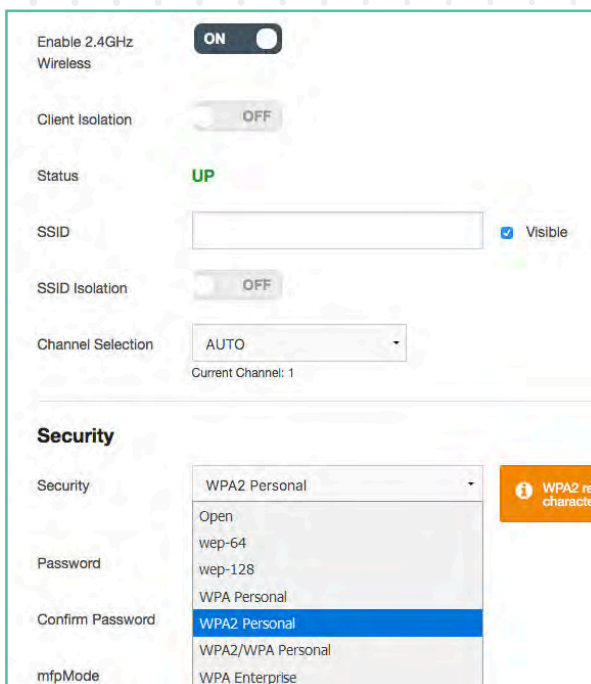 Enable 2.4GHz
Wireless
ON
Client Isolation
OFF
Status
UP
SSID
Visible
SSID Isolation
OFF
Channel Selection
AUTO
Current Channel: 1
Security
Security
WPA2 Personal
WPA2
Open
wep-64
Password
wep-128
WPA Personal
Confirm Password
WPA2 Personal
WPA2/WPA Personal
mfpMode
WPA Enterprise